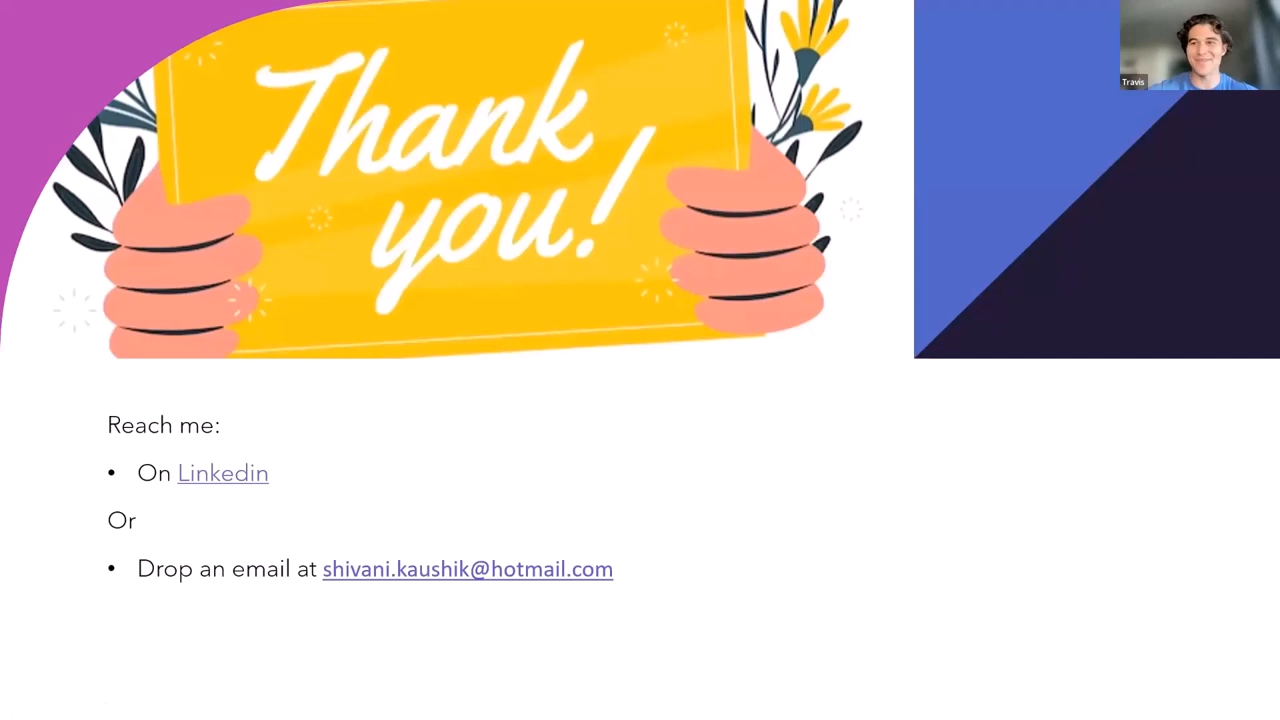 Thank
you!
Travis
Reach me:
• On Linkedin
Or
• Drop an email at shivani.kaushik@hotmail.com